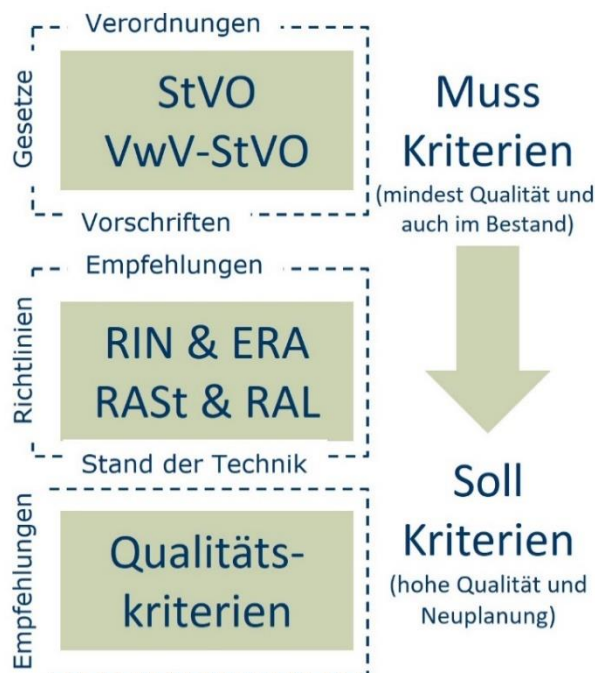 Verordnungen
Gesetze
StVO
VwV-StVO
Vorschriften
Muss
Kriterien
(mindest Qualität und
auch im Bestand)
Empfehlungen
Richtlinien
RIN & ERA
RASt & RAL
Stand der Technik
Empfehlungen
Qualitäts-
kriterien
Soll
Kriterien
(hohe Qualität und
Neuplanung)